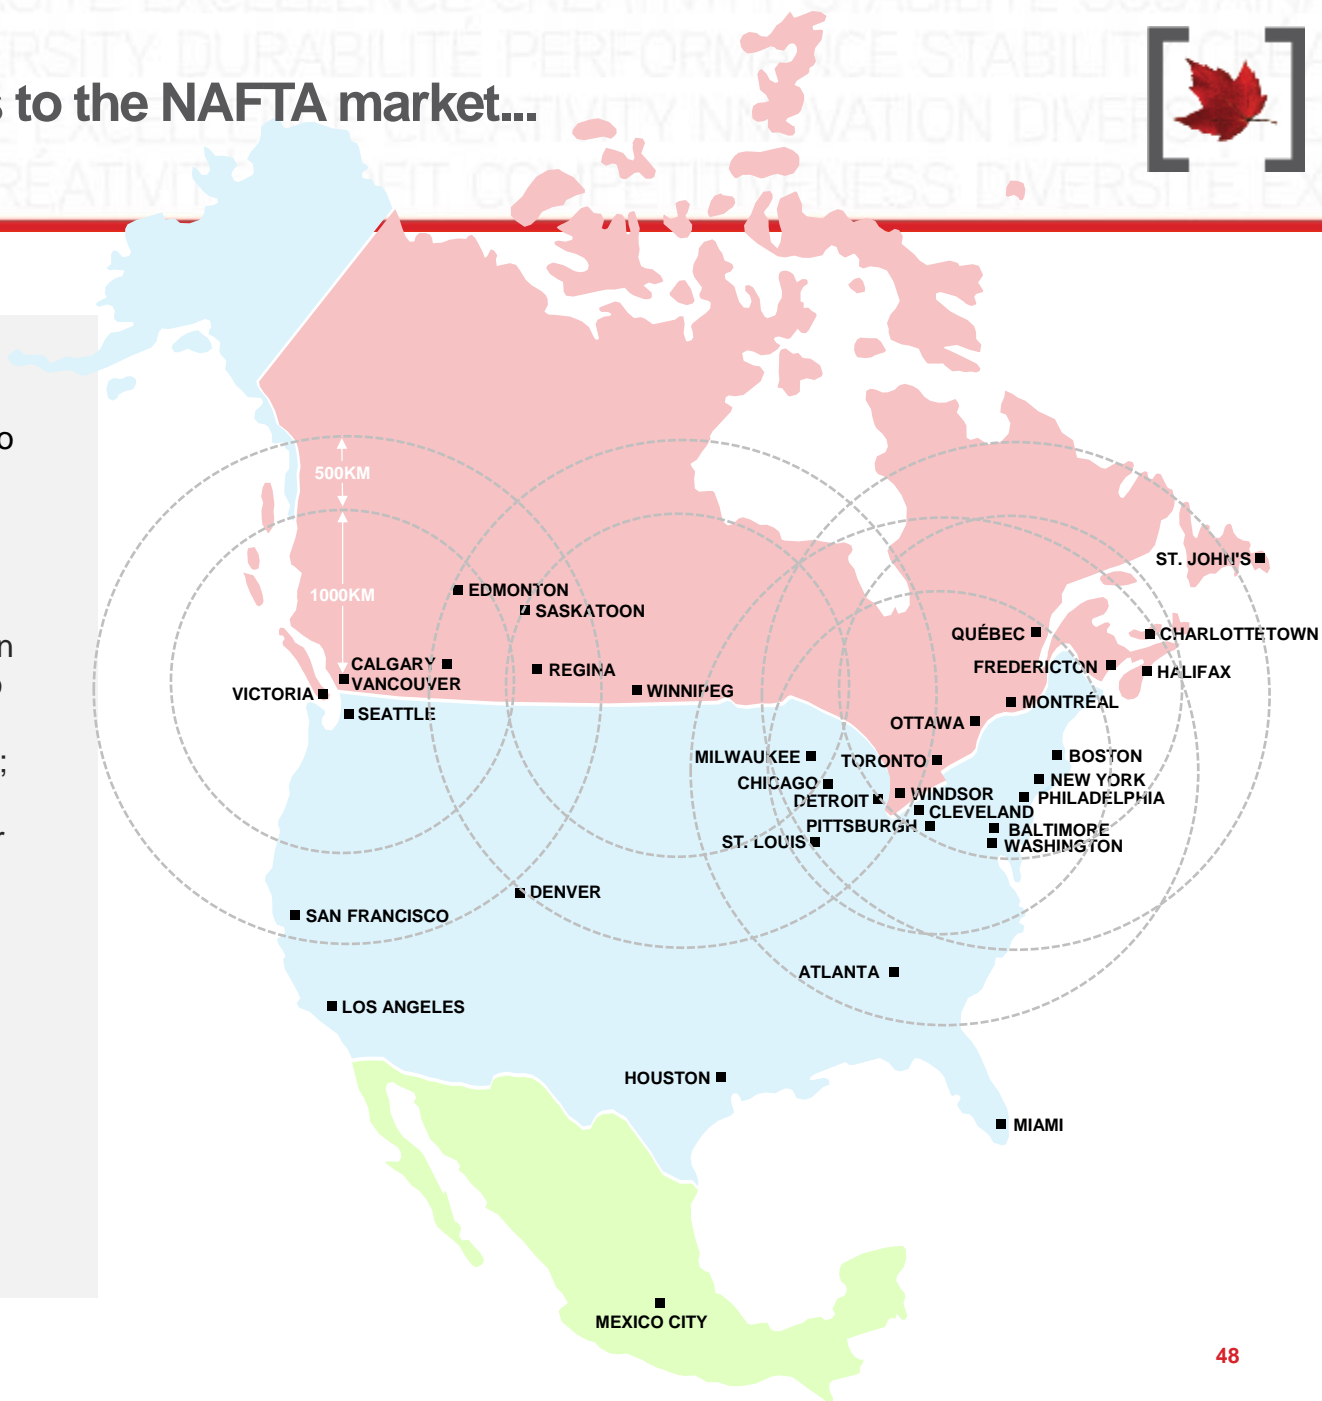 s to the NAFTA market...
o
n
;
r
500KM
1000KM
EDMONTON
SASKATOON
CALGARY
VANCOUVER
VICTORIA
SEATTLE
REGINA
WINNIPEG
ST. JOHN'S
QUÉBEC
CHARLOTTETOWN
FREDERICTON
HALIFAX
MONTRÉAL
OTTAWA
MILWAUKEE
TORONTO
BOSTON
CHICAGO
NEW YORK
DETROIT
WINDSOR
PHILADELPHIA
CLEVELAND
PITTSBURGH
BALTIMORE
ST. LOUIS
WASHINGTON
DENVER
SAN FRANCISCO
ATLANTA
LOS ANGELES
HOUSTON
MIAMI
MEXICO CITY
48